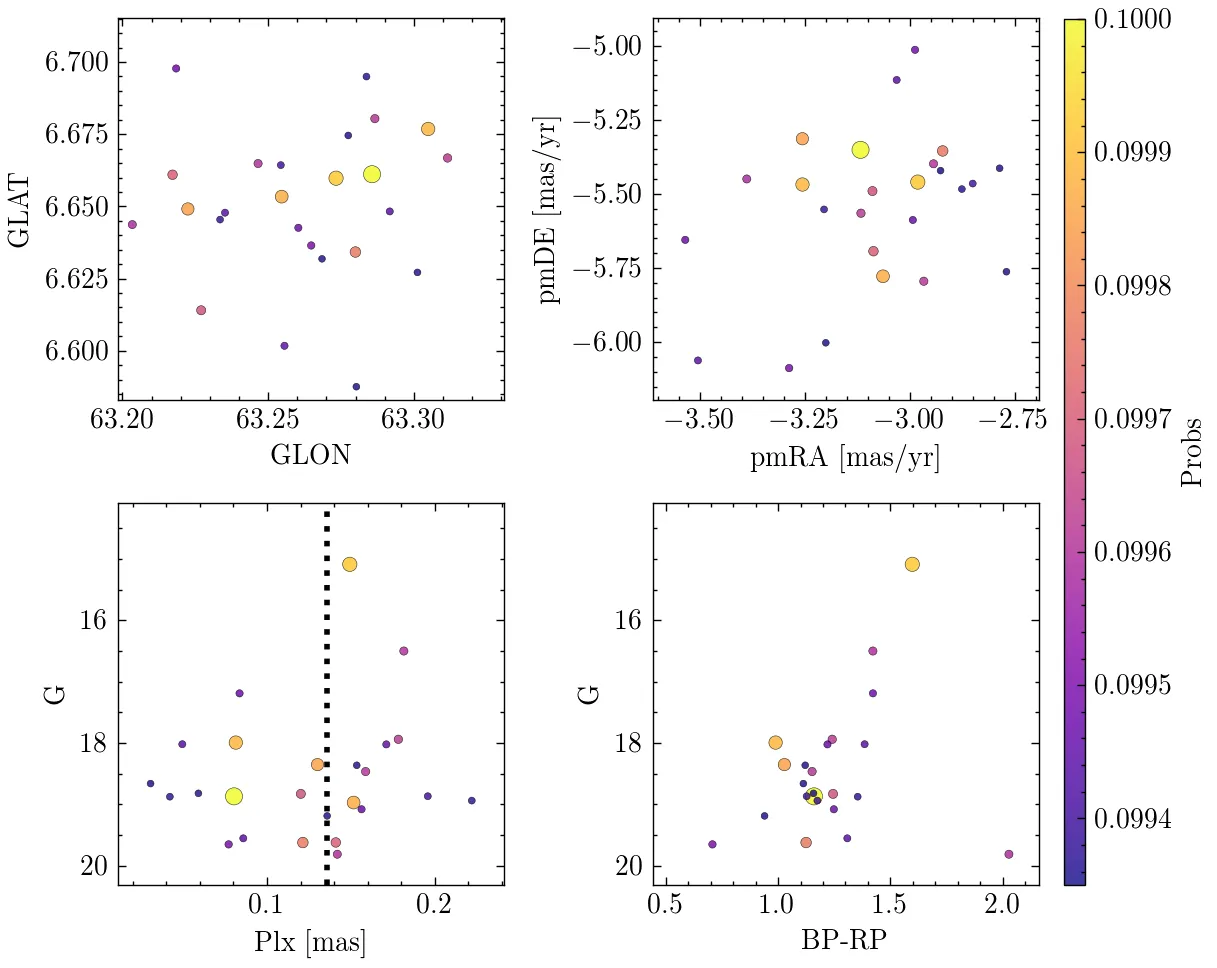 6.700
6.675
6.650
6.625
6.600
GLAT
63.20 63.25 63.30
GLON
−5.00
−5.25
−5.50
−5.75
−6.00
pmDE [mas/yr]
−3.50 −3.25 −3.00 −2.75
pmRA [mas/yr]
16
18
20
G
0.1 0.2
Plx [mas]
16
18
20
G
0.5 1.0 1.5 2.0
BP-RP
0.1000
0.0999
0.0998
0.0997
0.0996
0.0995
0.0994
Probs